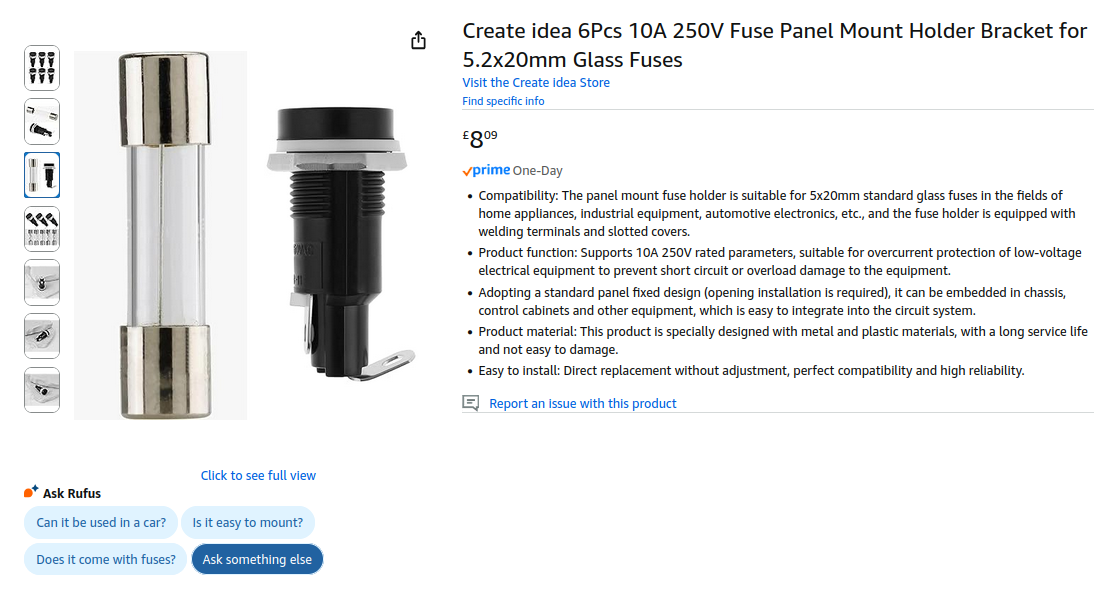 Create idea 6Pcs 10A 250V Fuse Panel Mount Holder Bracket for
5.2x20mm Glass Fuses
Visit the Create idea Store
Find specific info
£809
prime One-Day
• Compatibility: The panel mount fuse holder is suitable for 5x20mm standard glass fuses in the fields of
home appliances, industrial equipment, automotive electronics, etc., and the fuse holder is equipped with
welding terminals and slotted covers.
• Product function: Supports 10A 250V rated parameters, suitable for overcurrent protection of low-voltage
electrical equipment to prevent short circuit or overload damage to the equipment.
• Adopting a standard panel fixed design (opening installation is required), it can be embedded in chassis,
control cabinets and other equipment, which is easy to integrate into the circuit system.
• Product material: This product is specially designed with metal and plastic materials, with a long service life
and not easy to damage.
• Easy to install: Direct replacement without adjustment, perfect compatibility and high reliability.
Report an issue with this product
Click to see full view
Ask Rufus
Can it be used in a car?
Is it easy to mount?
Does it come with fuses?
Ask something else